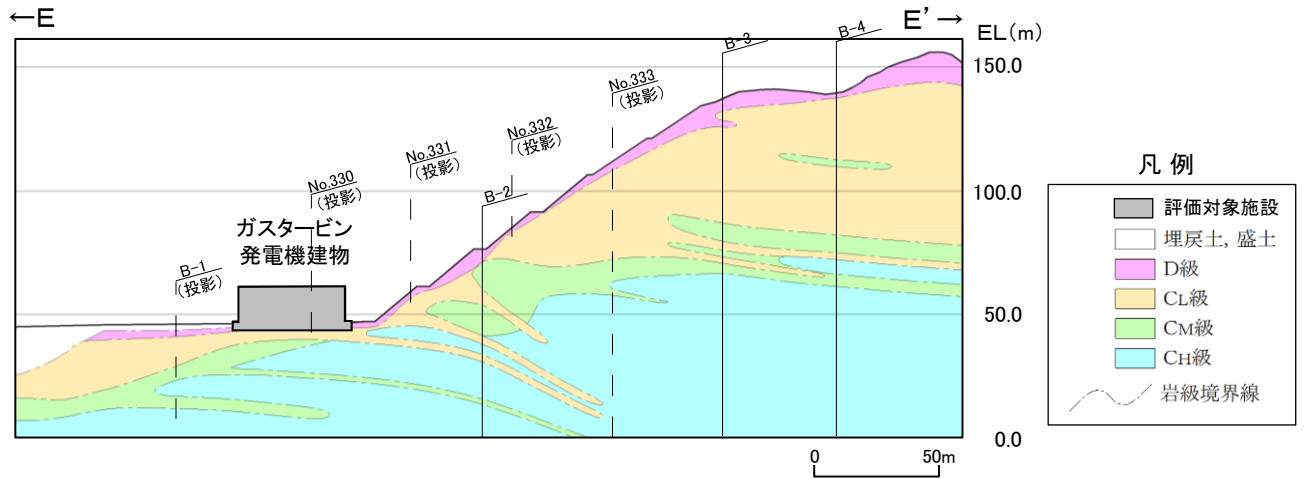 ←E
E’→
EL(m)
B-3
B-4
150.0
No.333
(投影)
No.332
(投影)
No.331
(投影)
No.330
(投影)
B-2
100.0
ガスタービン
発電機建物
B-1
(投影)
50.0
0.0
0
50m
凡 例
評価対象施設
埋戻土, 盛土
D級
CL級
CM級
CH級
岩級境界線